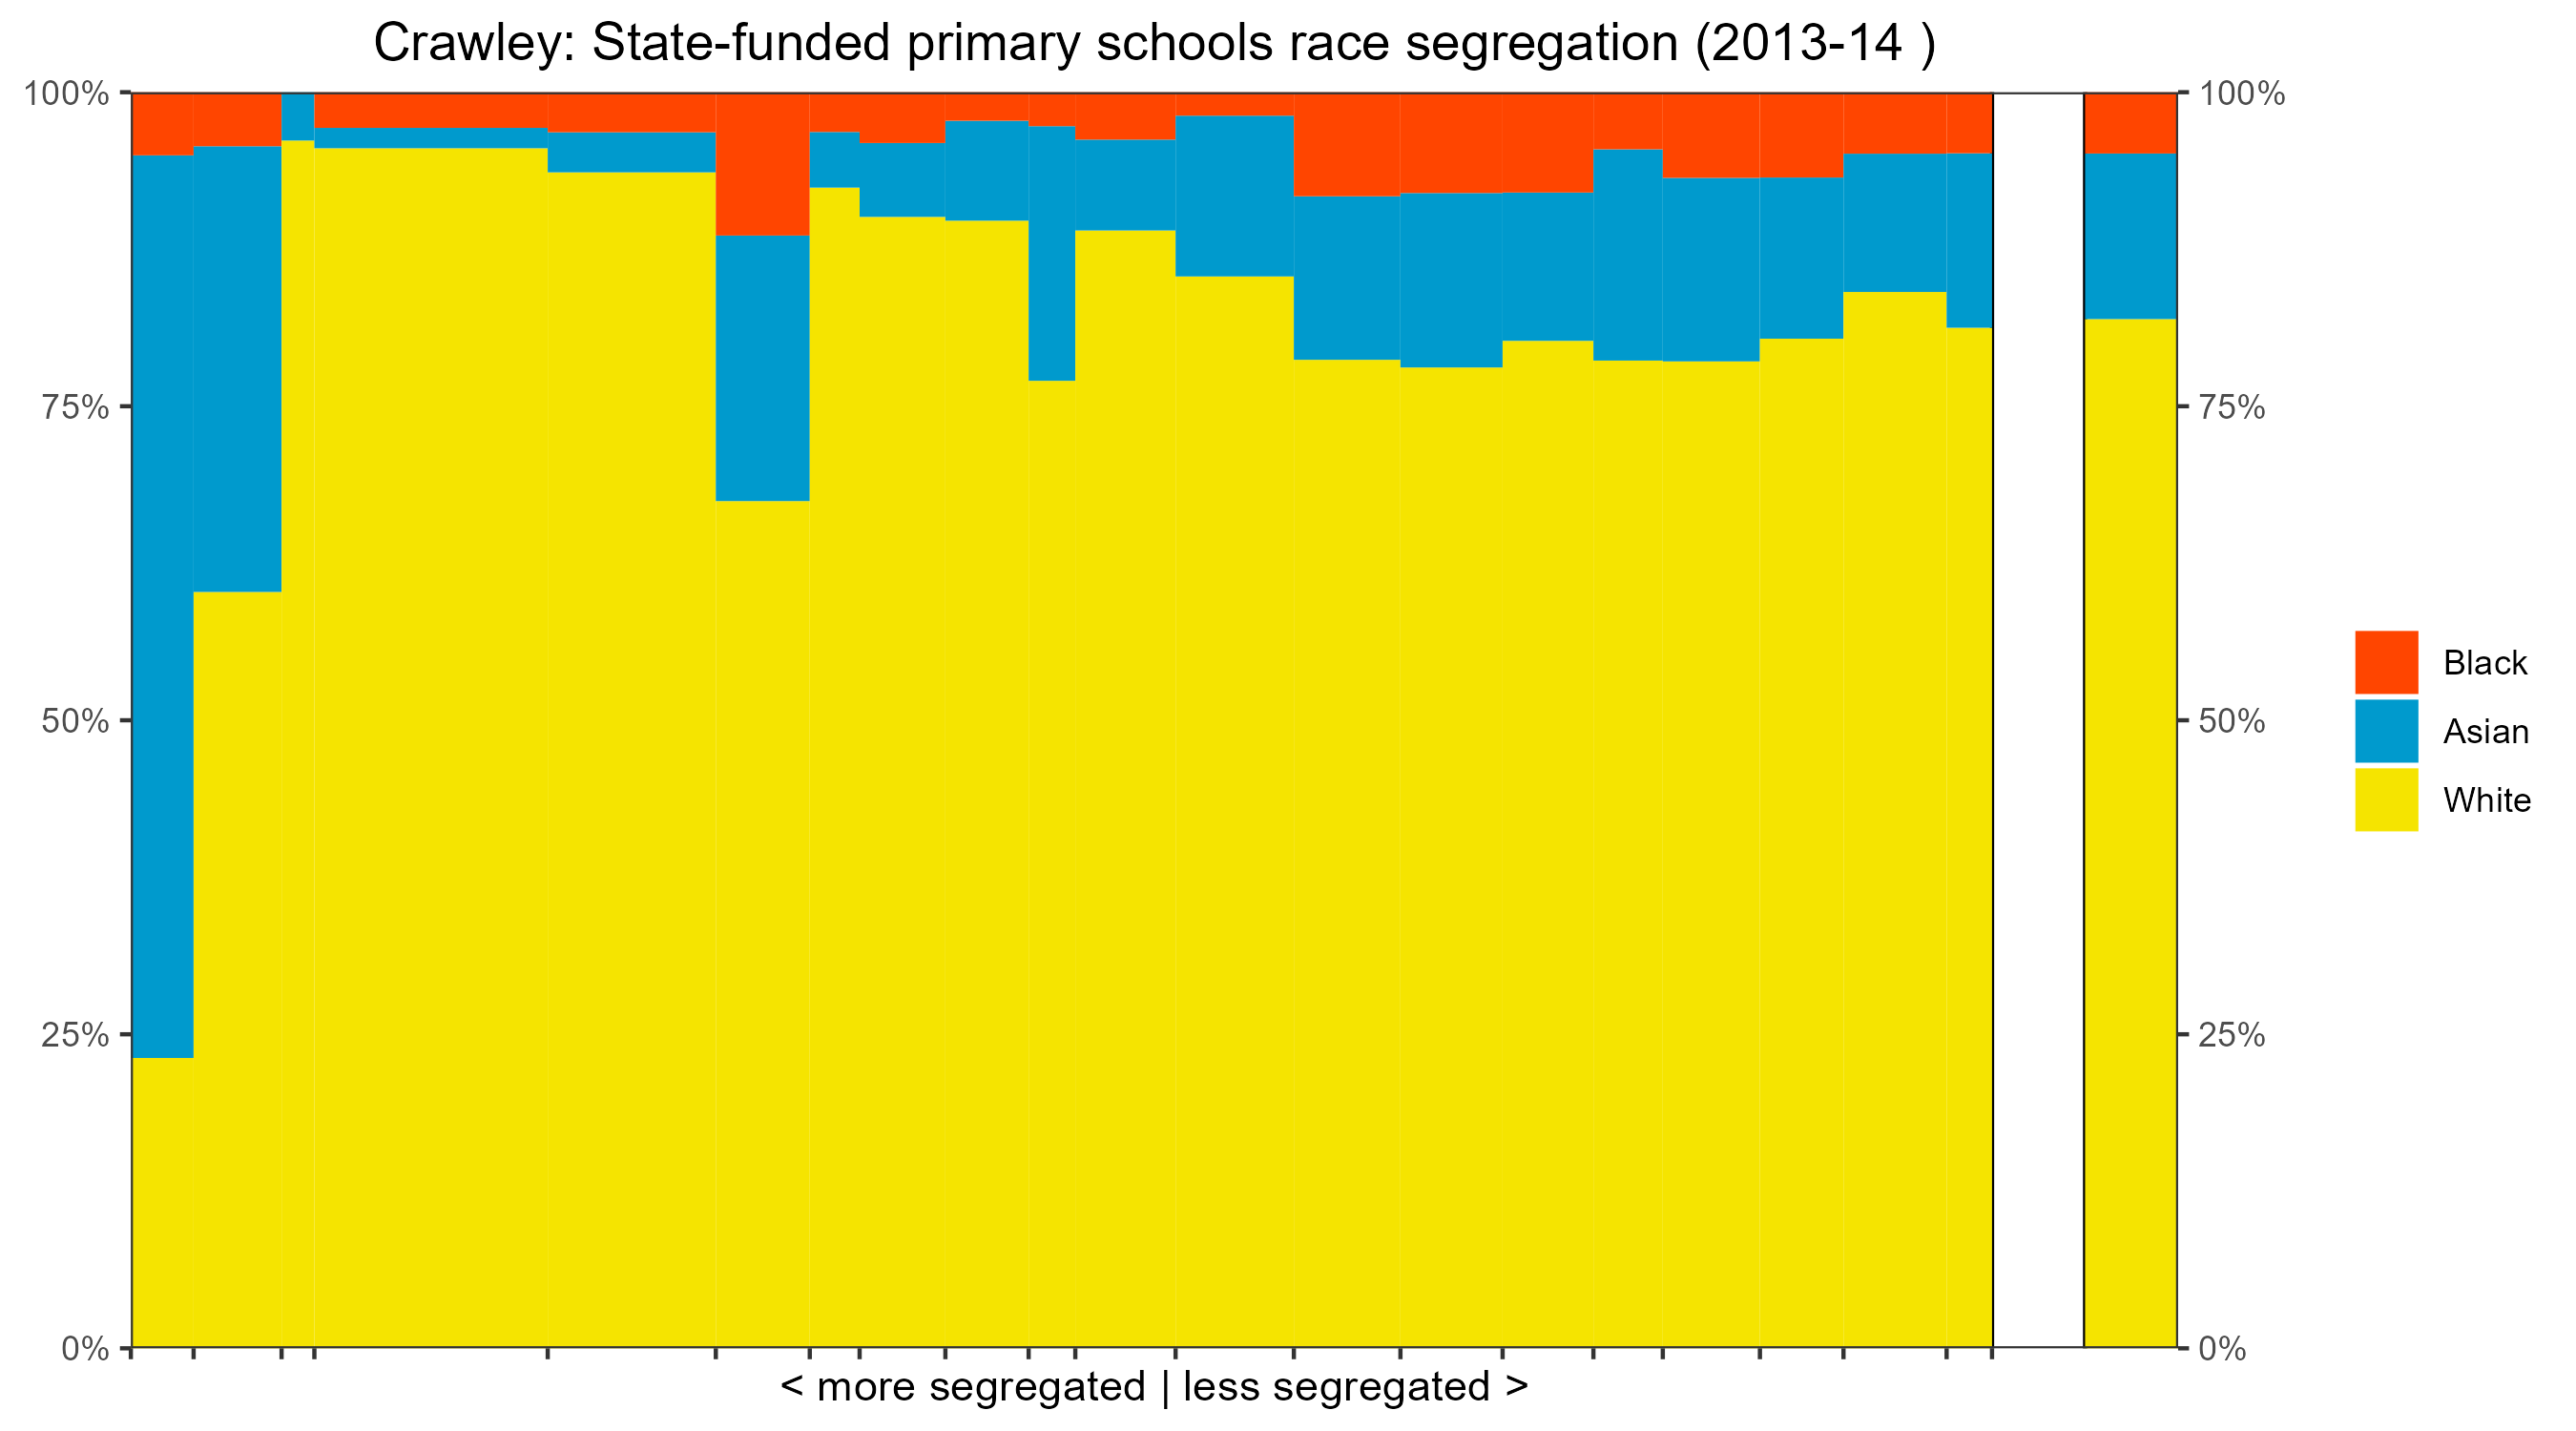 Crawley: State-funded primary schools race segregation (2013-14 )
100%
75%
50%
25%
0%
100%
75%
50%
25%
0%
Black
Asian
White
< more segregated | less segregated >